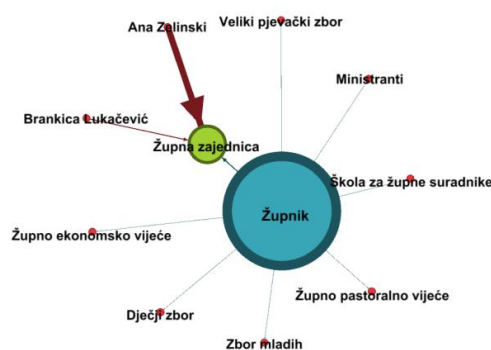 Ana Zelinski
Veliki pjevački zbor
Ministranti
Brankica Lukačević
Župna zajednica
Škola za župne suradnike
Župnik
Župno ekonomsko vijeće
Župno pastoralno vijeće
Dječji zbor
Zbor mladih